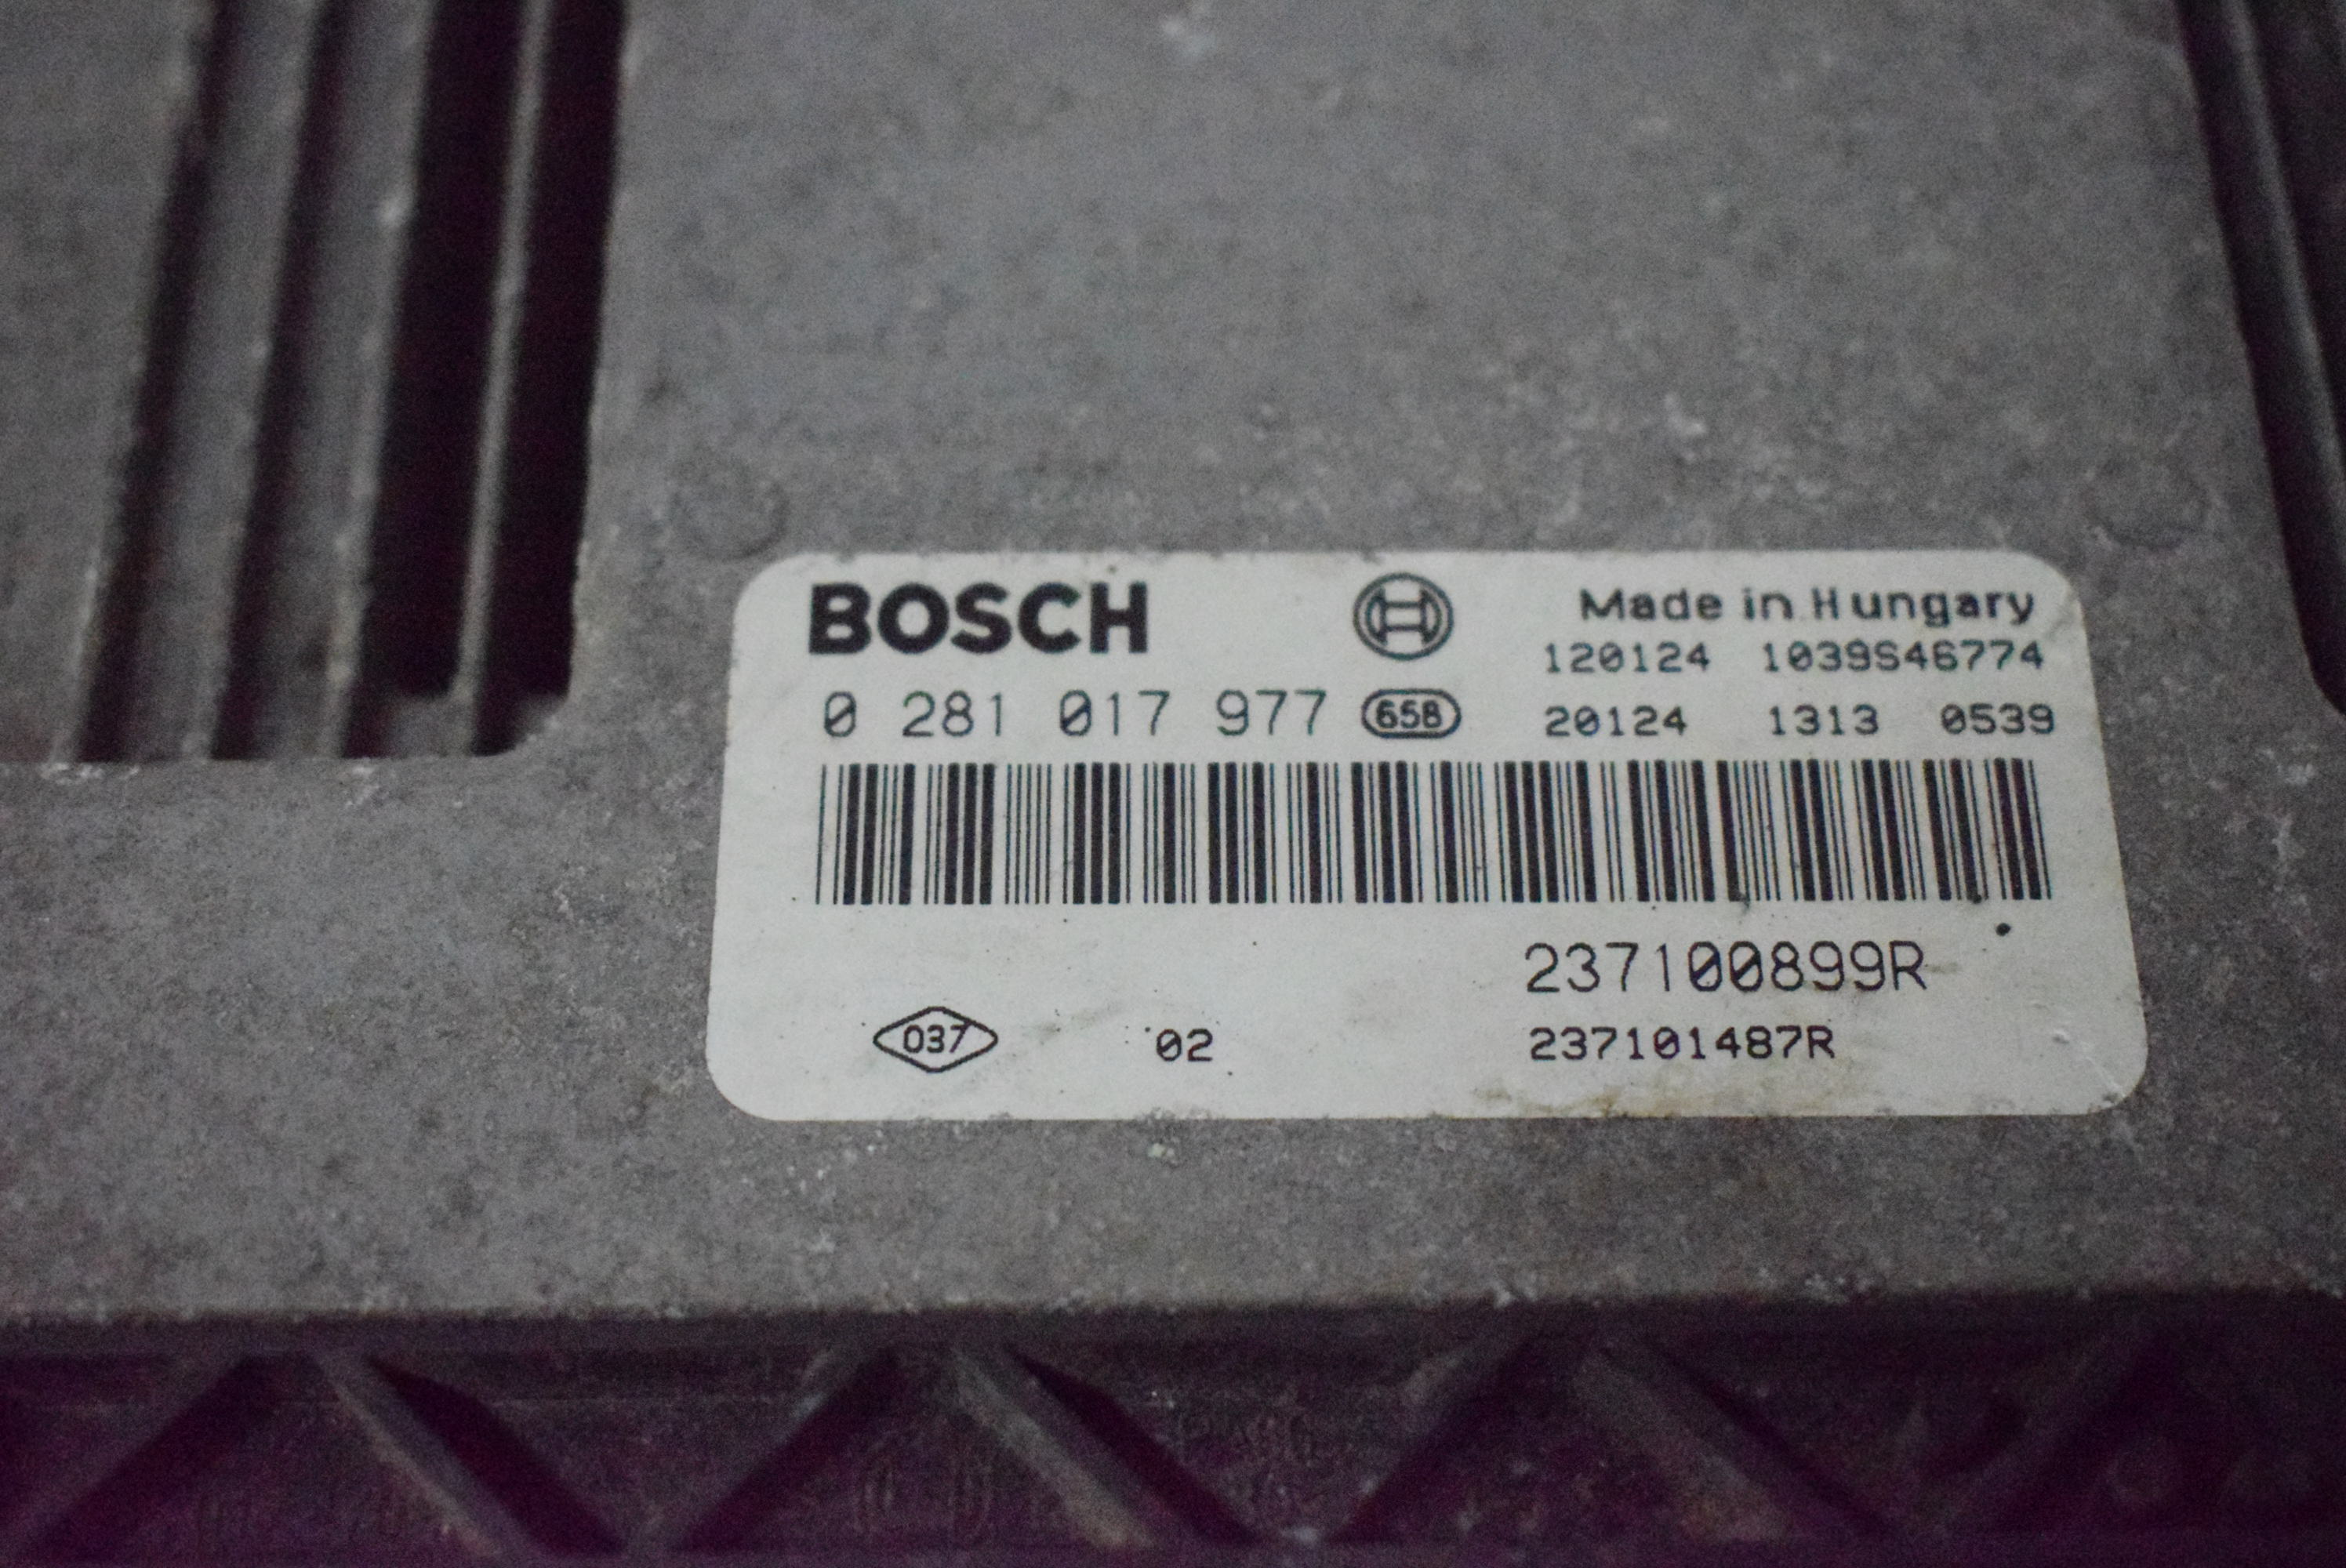 BOSCH
Made in Hungary
120124 1039S46774
0 281 017 977 658 20124 1313 0539
237100899R
037 02 237101487R